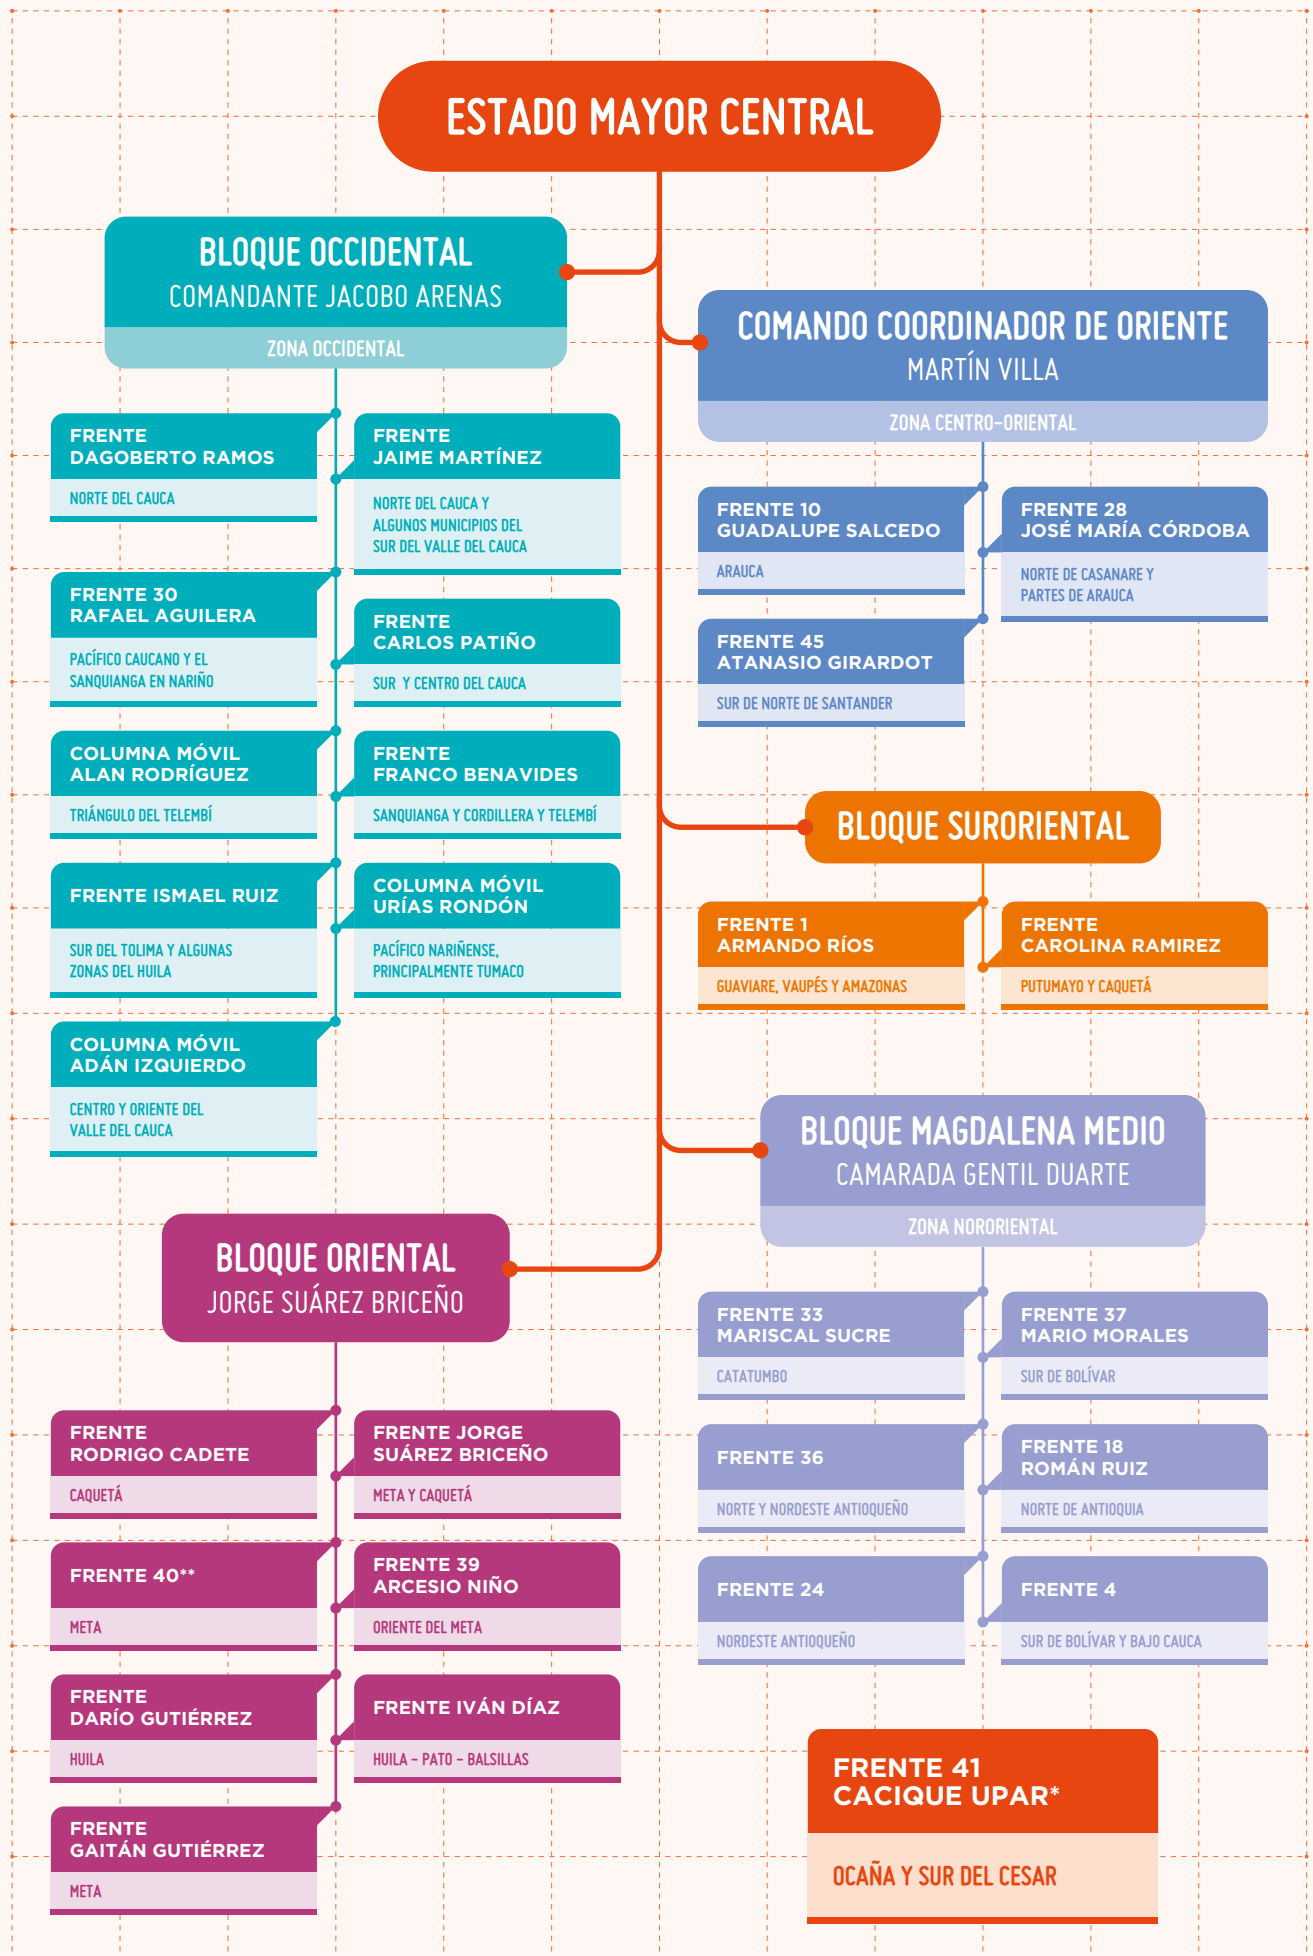 ESTADO MAYOR CENTRAL
BLOQUE OCCIDENTAL
COMANDANTE JACOBO ARENAS
ZONA OCCIDENTAL
FRENTE
DAGOBERTO RAMOS
NORTE DEL CAUCA
FRENTE
JAIME MARTÍNEZ
NORTE DEL CAUCA Y
ALGUNOS MUNICIPIOS DEL
SUR DEL VALLE DEL CAUCA
FRENTE 30
RAFAEL AGUILERA
PACÍFICO CAUCANO Y EL
SANQUIANGA EN NARIÑO
FRENTE
CARLOS PATIÑO
SUR Y CENTRO DEL CAUCA
COLUMNA MÓVIL
ALAN RODRÍGUEZ
TRIÁNGULO DEL TELEMBÍ
FRENTE
FRANCO BENAVIDES
SANQUIANGA Y CORDILLERA Y TELEMBÍ
FRENTE ISMAEL RUIZ
SUR DEL TOLIMA Y ALGUNAS
ZONAS DEL HUILA
COLUMNA MÓVIL
URÍAS RONDÓN
PACÍFICO NARIÑENSE,
PRINCIPALMENTE TUMACO
COLUMNA MÓVIL
ADÁN IZQUIERDO
CENTRO Y ORIENTE DEL
VALLE DEL CAUCA
COMANDO COORDINADOR DE ORIENTE
MARTÍN VILLA
ZONA CENTRO-ORIENTAL
FRENTE 10
GUADALUPE SALCEDO
ARAUCA
FRENTE 28
JOSÉ MARÍA CÓRDOBA
NORTE DE CASANARE Y
PARTES DE ARAUCA
FRENTE 45
ATANASIO GIRARDOT
SUR DE NORTE DE SANTANDER
BLOQUE SURORIENTAL
FRENTE 1
ARMANDO RÍOS
GUAVIARE, VAUPÉS Y AMAZONAS
FRENTE
CAROLINA RAMIREZ
PUTUMAYO Y CAQUETÁ
BLOQUE MAGDALENA MEDIO
CAMARADA GENTIL DUARTE
ZONA NORORIENTAL
FRENTE 33
MARISCAL SUCRE
CATATUMBO
FRENTE 37
MARIO MORALES
SUR DE BOLÍVAR
FRENTE 36
NORTE Y NORDESTE ANTIOQUEÑO
FRENTE 18
ROMÁN RUIZ
NORTE DE ANTIOQUIA
FRENTE 24
NORDESTE ANTIOQUEÑO
FRENTE 4
SUR DE BOLÍVAR Y BAJO CAUCA
BLOQUE ORIENTAL
JORGE SUÁREZ BRICEÑO
FRENTE
RODRIGO CADETE
CAQUETÁ
FRENTE JORGE
SUÁREZ BRICEÑO
META Y CAQUETÁ
FRENTE 40**
META
FRENTE 39
ARCESIO NIÑO
ORIENTE DEL META
FRENTE
DARÍO GUTIÉRREZ
HUILA
FRENTE IVÁN DÍAZ
HUILA - PATO - BALSILLAS
FRENTE
GAITÁN GUTIÉRREZ
META
FRENTE 41
CACIQUE UPAR*
OCAÑA Y SUR DEL CESAR